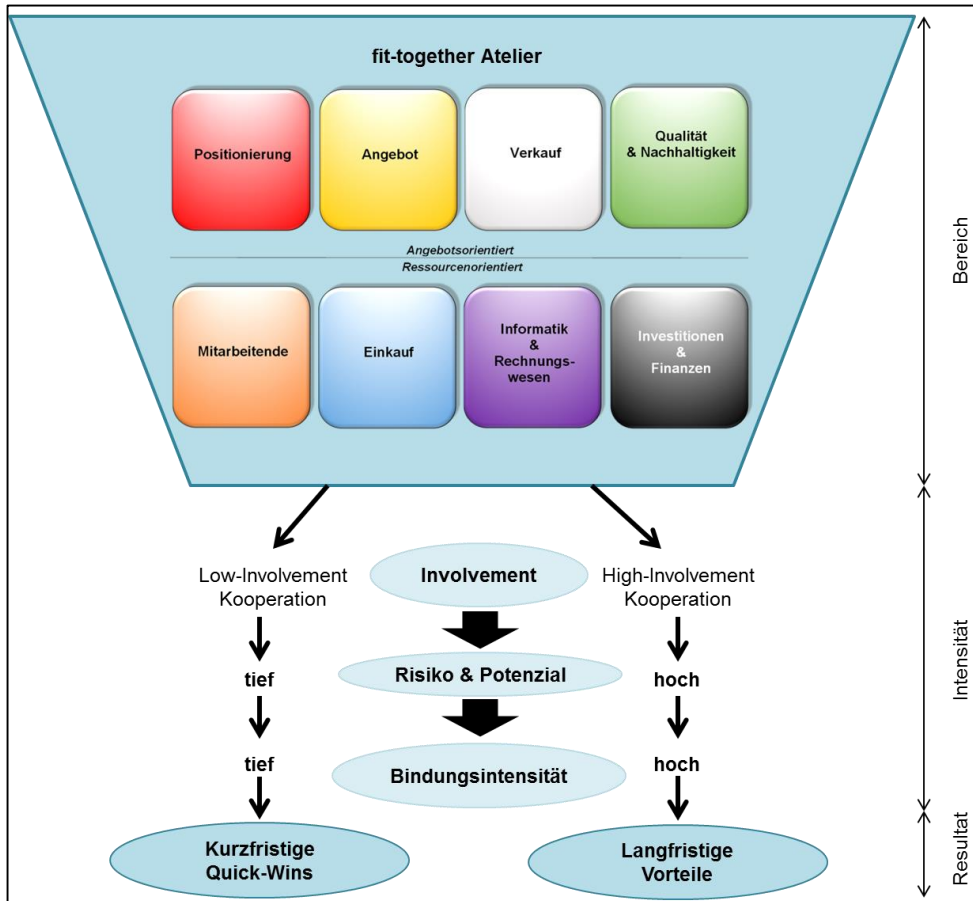 fit-together Atelier
Positionierung
Angebot
Verkauf
Qualität
& Nachhaltigkeit
Angebotsorientiert
Ressourcenorientiert
Mitarbeitende
Einkauf
Informatik
&
Rechnungs-
wesen
Investitionen
&
Finanzen
Bereich
Low-Involvement
Kooperation
Involvement
High-Involvement
Kooperation
tief
Risiko & Potenzial
hoch
tief
Bindungsintensität
hoch
Intensität
Kurzfristige
Quick-Wins
Langfristige
Vorteile
Resultat